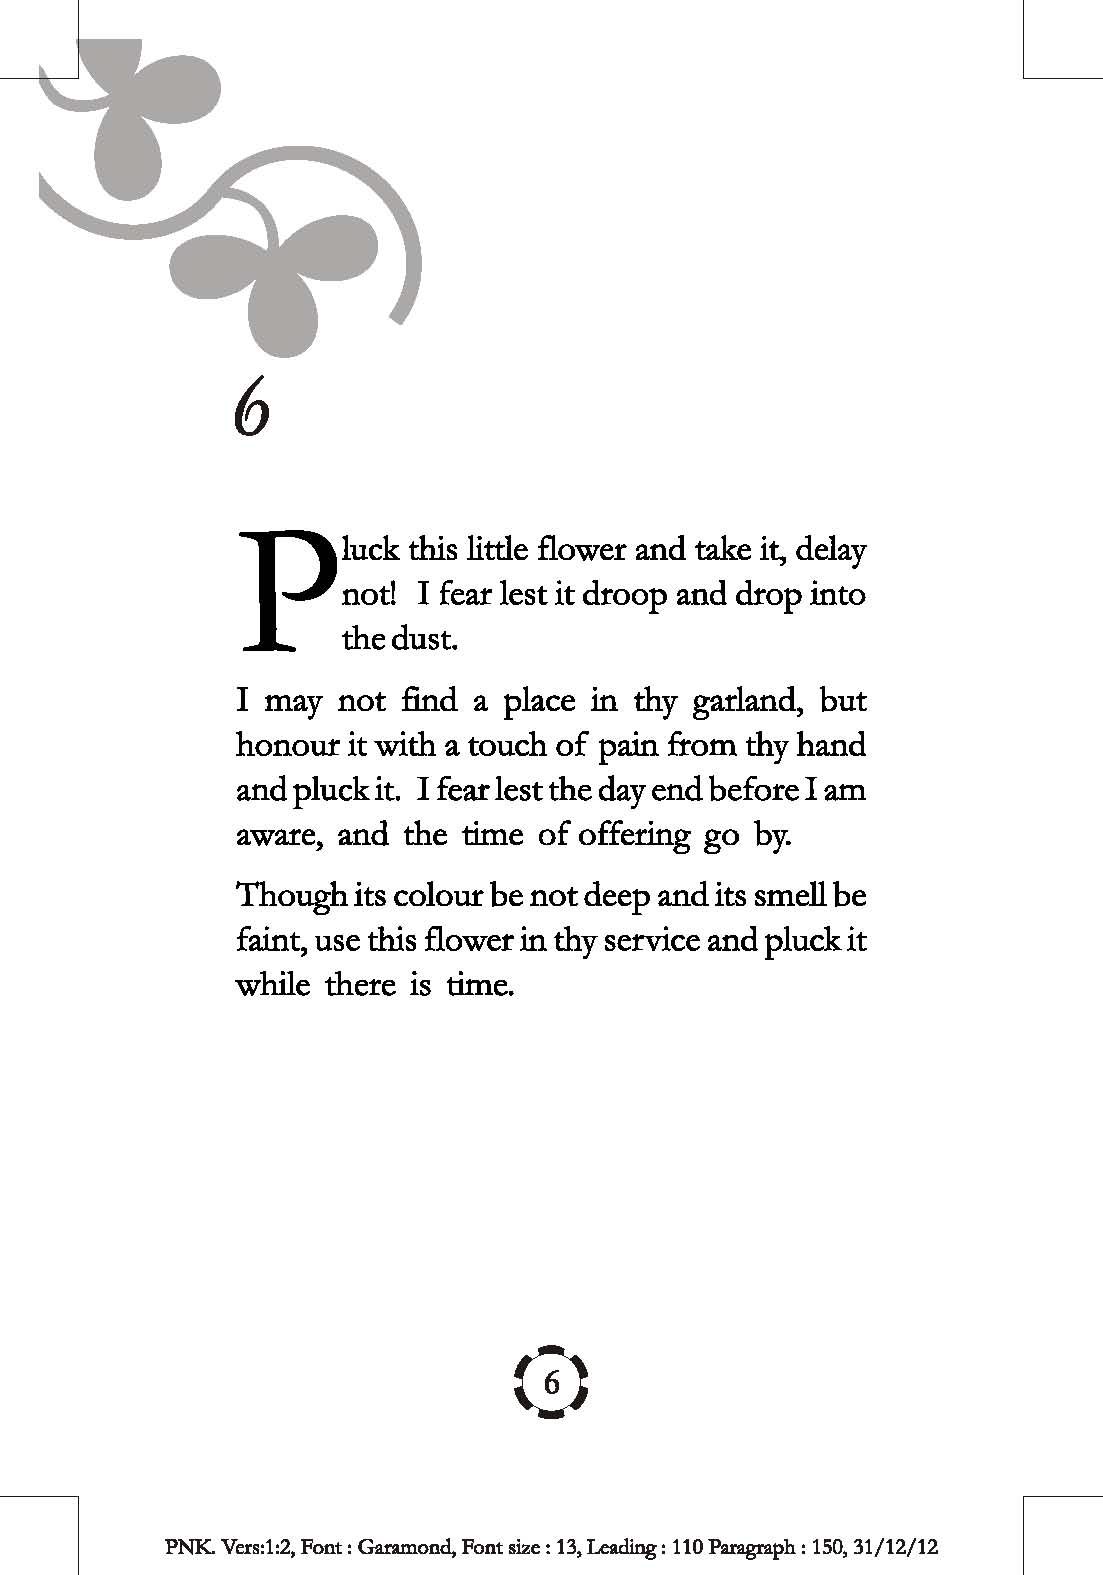 6
Pluck this little flower and take it, delay
not! I fear lest it droop and drop into
the dust.
I may not find a place in thy garland, but
honour it with a touch of pain from thy hand
and pluck it. I fear lest the day end before I am
aware, and the time of offering go by.
Though its colour be not deep and its smell be
faint, use this flower in thy service and pluck it
while there is time.
6
PNK. Vers:1:2, Font : Garamond, Font size : 13, Leading : 110 Paragraph : 150, 31/12/12